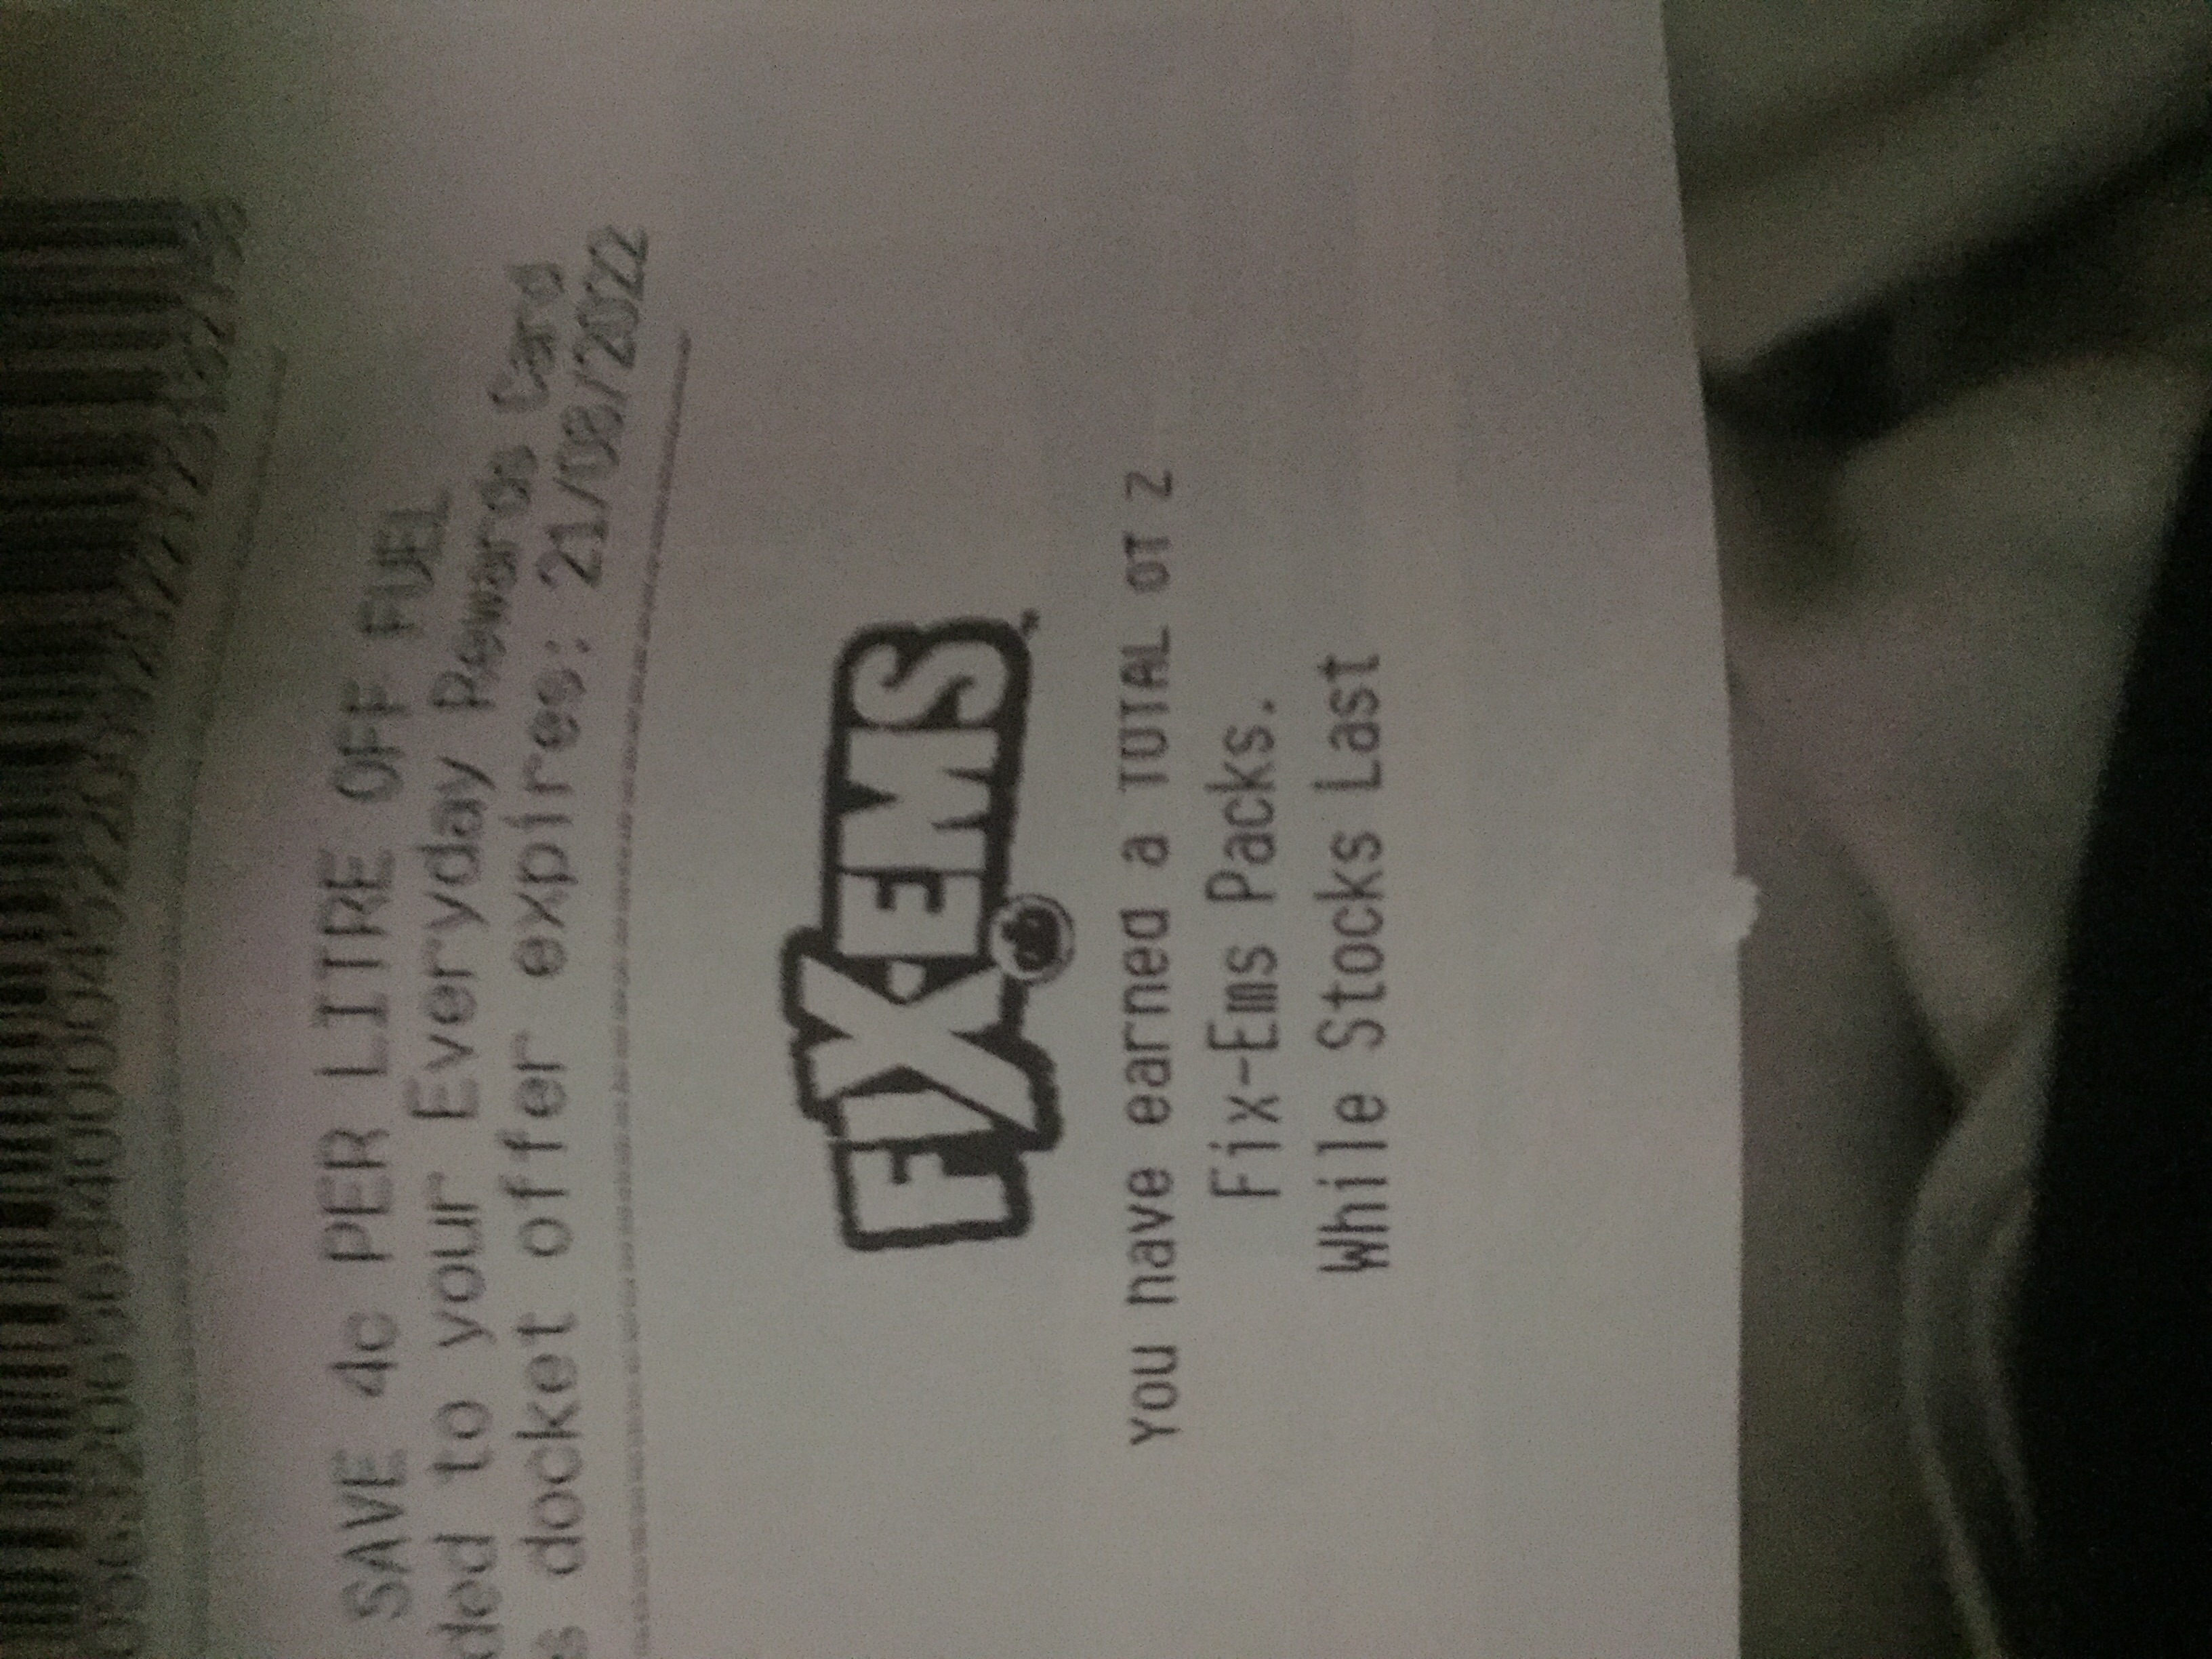 SAVE 4c PER LITRE OFF FUEL
ded to your Everyday Rewards Card
s docket offer expires: 21/08/2022
FIX-EMS
You have earned a TOTAL of 2
Fix-Ems Packs.
While Stocks Last